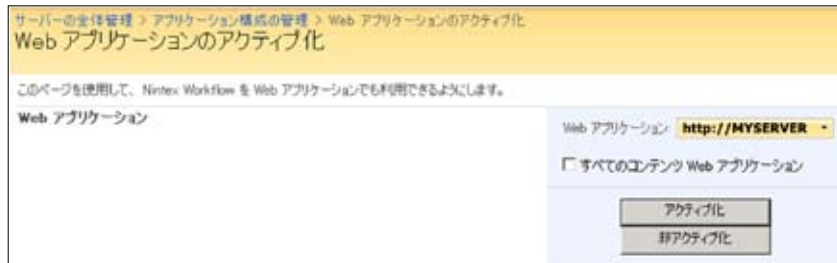 サーバーの全体管理 > アプリケーション構成の管理 > Web アプリケーションのアクティブ化
Web アプリケーションのアクティブ化
このページを使用して、Nintex Workflow を Web アプリケーションでも利用できるようにします。
Web アプリケーション
Web アプリケーション: http://MYSERVER
すべてのコンテンツ Web アプリケーション
アクティブ化
非アクティブ化